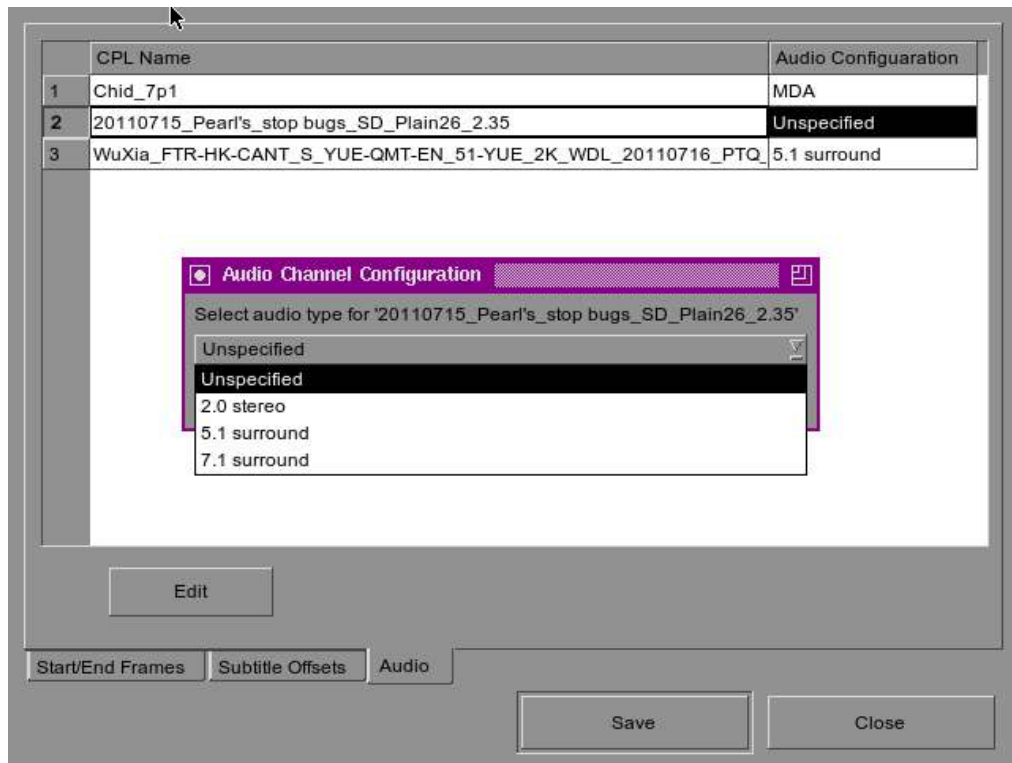 CPL Name Audio Configuaration
1 Chid_7p1 MDA
2 20110715_Pearl's_stop bugs_SD_Plain26_2.35 Unspecified
3 WuXia_FTR-HK-CANT_S_YUE-QMT-EN_51-YUE_2K_WDL_20110716_PTQ_ 5.1 surround
Audio Channel Configuration
Select audio type for '20110715_Pearl's_stop bugs_SD_Plain26_2.35'
Unspecified
Unspecified
2.0 stereo
5.1 surround
7.1 surround
Edit
Start/End Frames Subtitle Offsets Audio
Save Close